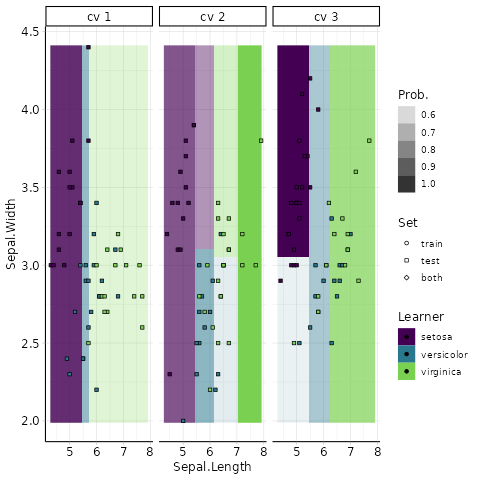 cv 1 cv 2 cv 3
4.5
4.0
3.5
3.0
2.5
2.0
Sepal.Width
5 6 7 8 5 6 7 8 5 6 7 8
Sepal.Length
Prob.
0.6
0.7
0.8
0.9
1.0
Set
train
test
both
Learner
setosa
versicolor
virginica